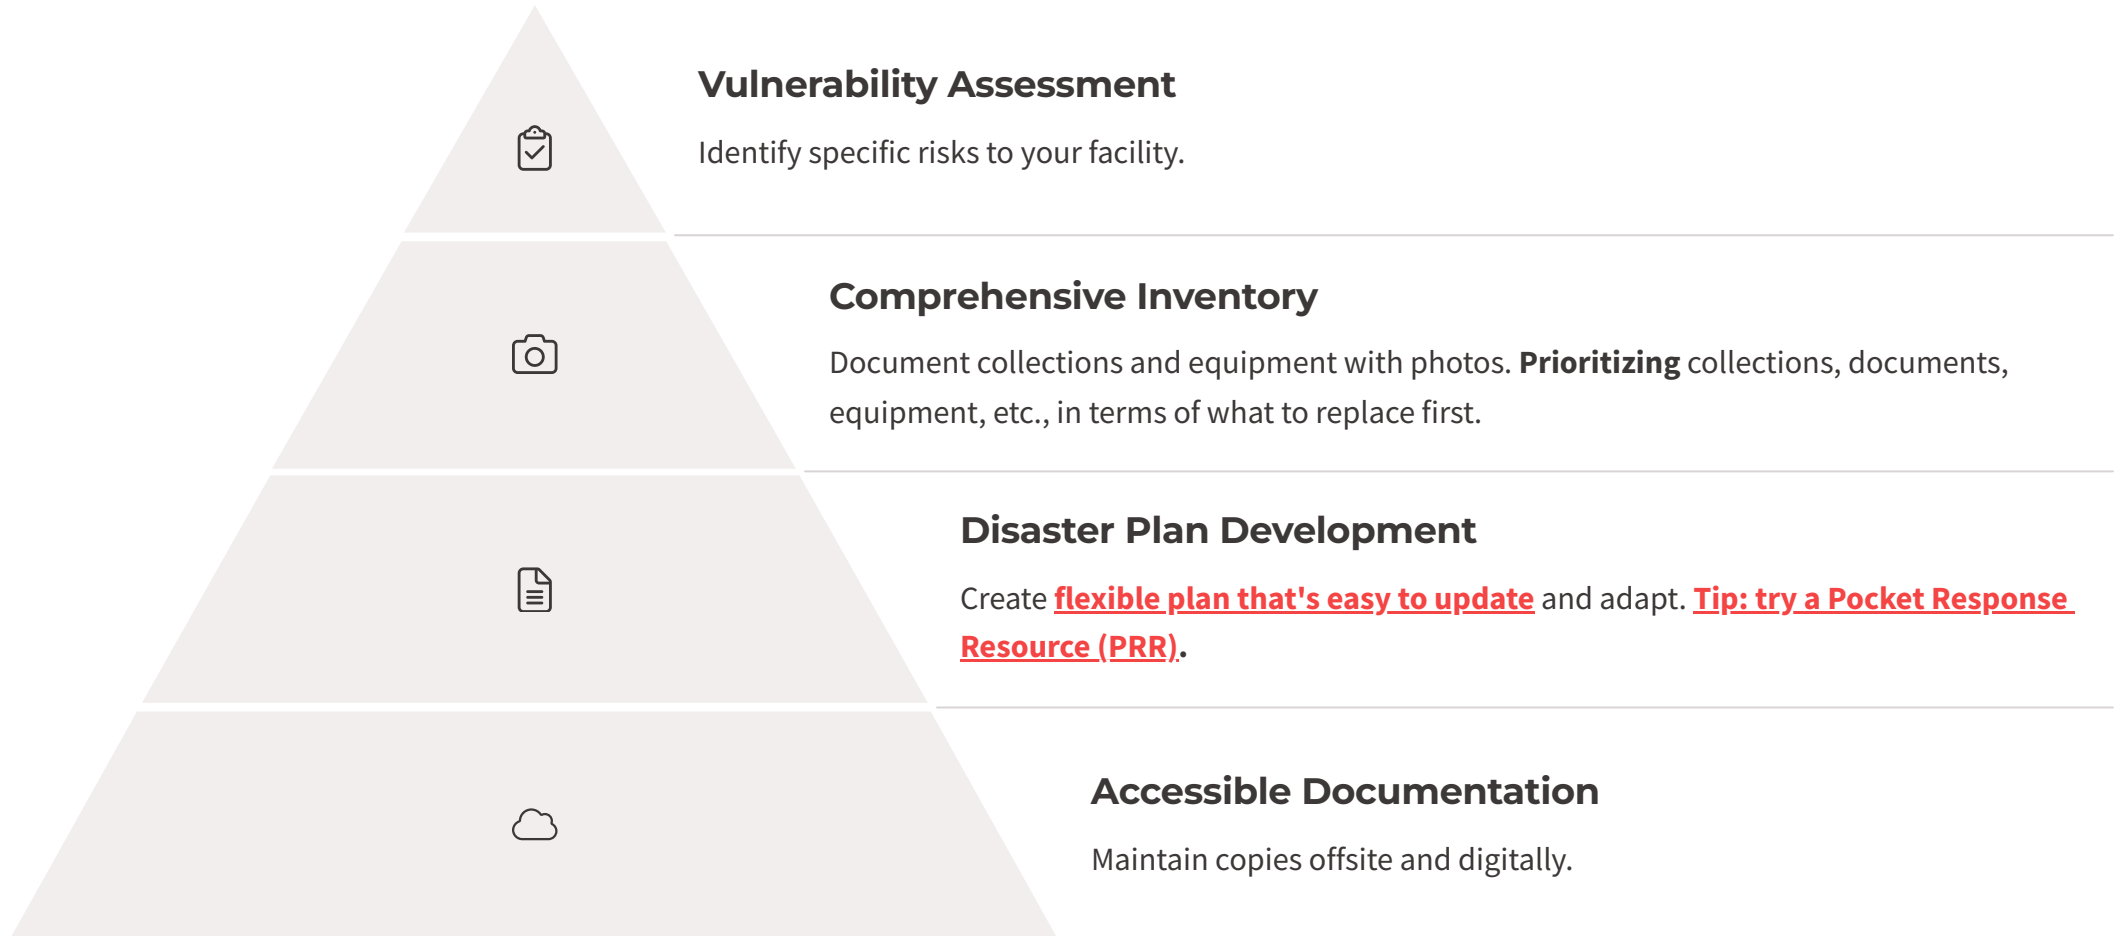 Vulnerability Assessment
Identify specific risks to your facility.
Comprehensive Inventory
Document collections and equipment with photos. Prioritizing collections, documents,
equipment, etc., in terms of what to replace first.
Disaster Plan Development
Create flexible plan that's easy to update and adapt. Tip: try a Pocket Response
Resource (PRR).
Accessible Documentation
Maintain copies offsite and digitally.